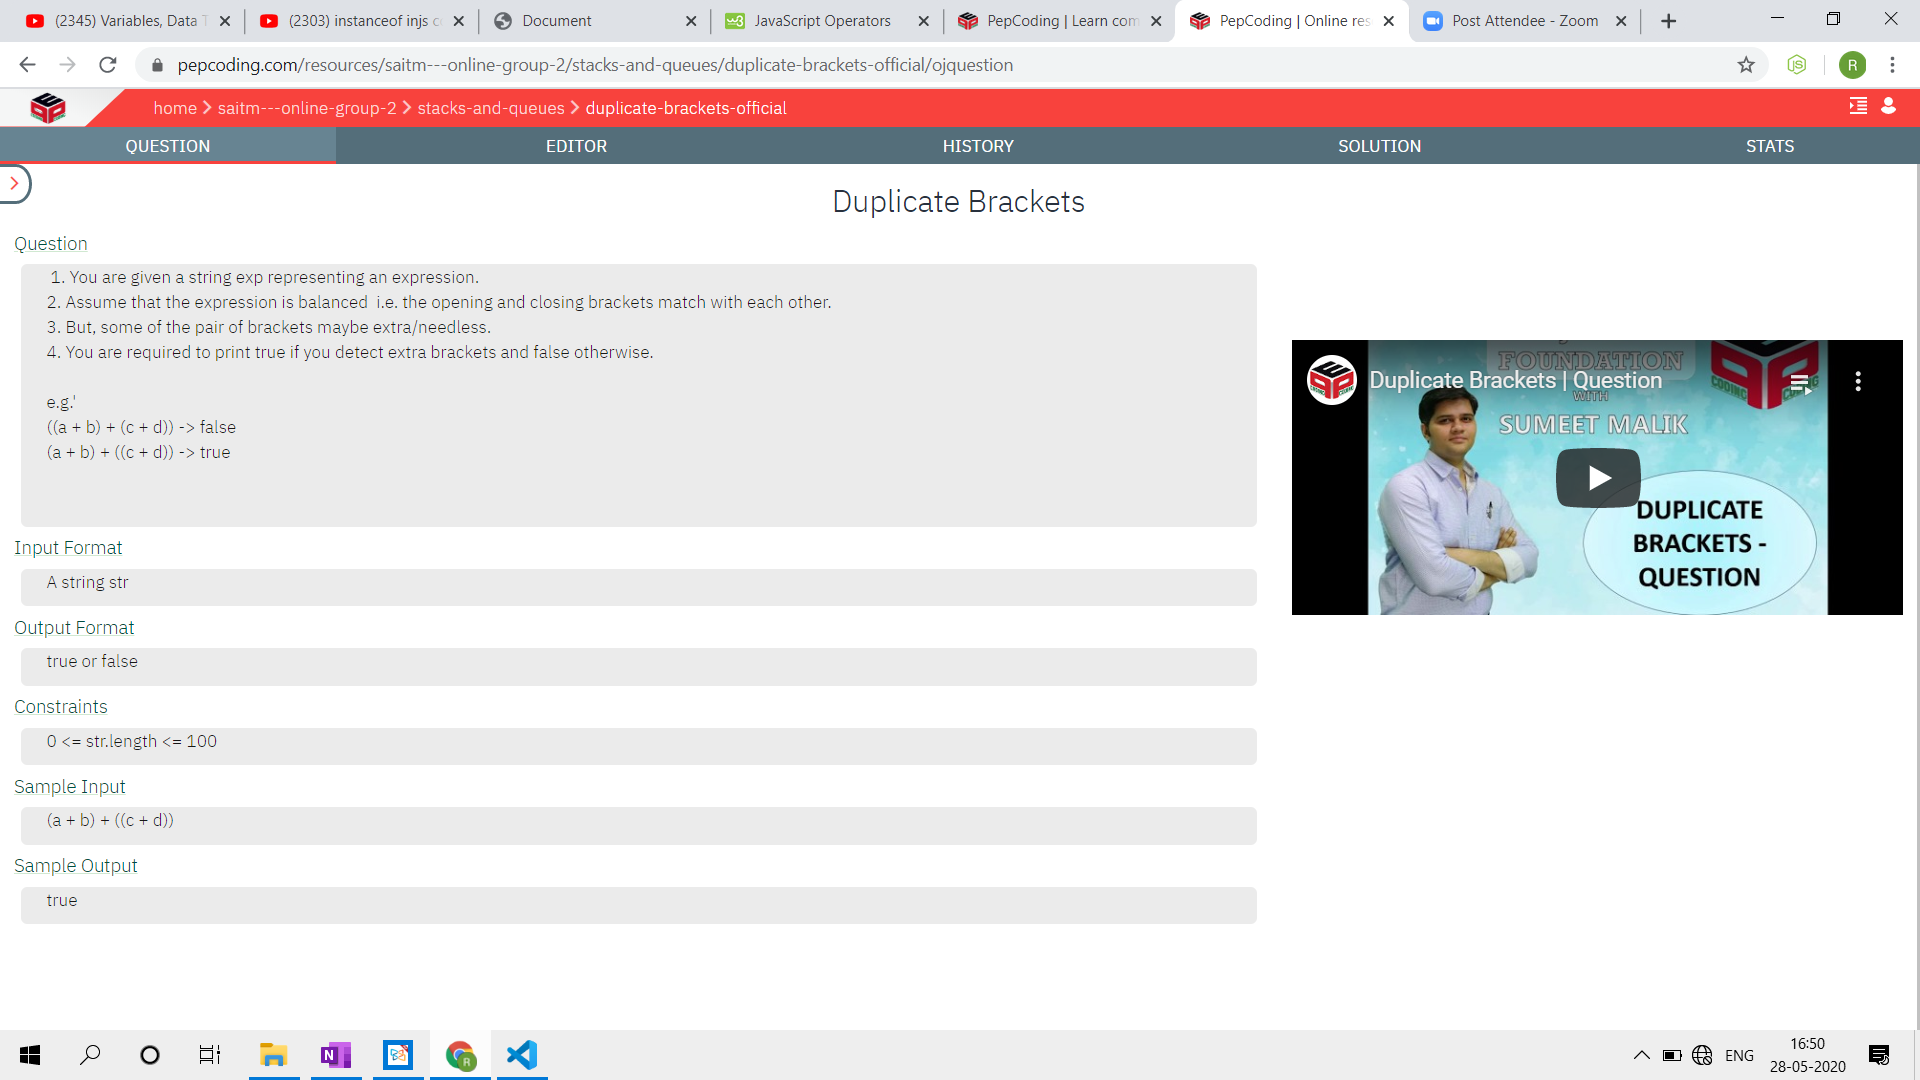 (2345) Variables, Data T
(2303) instanceof injs c
Document
JavaScript Operators
PepCoding | Learn com
PepCoding | Online res
Post Attendee - Zoom
pepcoding.com/resources/saitm---online-group-2/stacks-and-queues/duplicate-brackets-official/ojquestion
R
home > saitm---online-group-2 > stacks-and-queues > duplicate-brackets-official
QUESTION EDITOR HISTORY SOLUTION STATS
Duplicate Brackets
Question
1. You are given a string exp representing an expression.
2. Assume that the expression is balanced  i.e. the opening and closing brackets match with each other.
3. But, some of the pair of brackets maybe extra/needless.
4. You are required to print true if you detect extra brackets and false otherwise.
e.g.'
((a + b) + (c + d)) -> false
(a + b) + ((c + d)) -> true
FOUNDATION
Duplicate Brackets | Question
WITH
SUMEET MALIK
DUPLICATE
BRACKETS -
QUESTION
Input Format
A string str
Output Format
true or false
Constraints
0 <= str.length <= 100
Sample Input
(a + b) + ((c + d))
Sample Output
true
ENG
16:50
28-05-2020